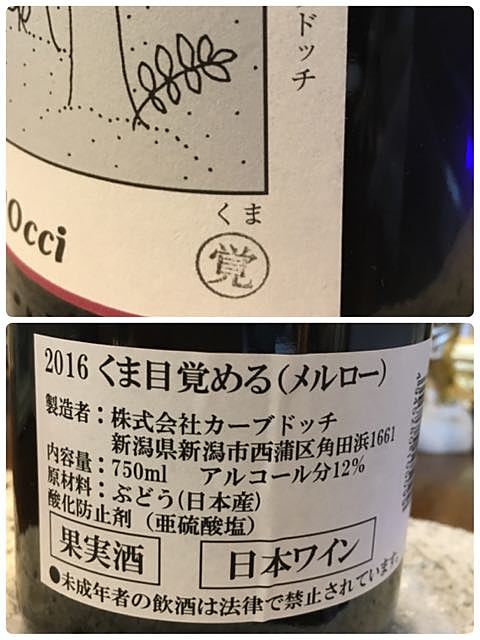 ドッチ
occi
くま
覚
2016 くま目覚める(メルロー)
製造者：株式会社カーブドッチ
新潟県新潟市西蒲区角田浜1661
内容量：750ml アルコール分12%
原材料：ぶどう(日本産)
酸化防止剤（亜硫酸塩）
果実酒 日本ワイン
●未成年者の飲酒は法律で禁止されています。